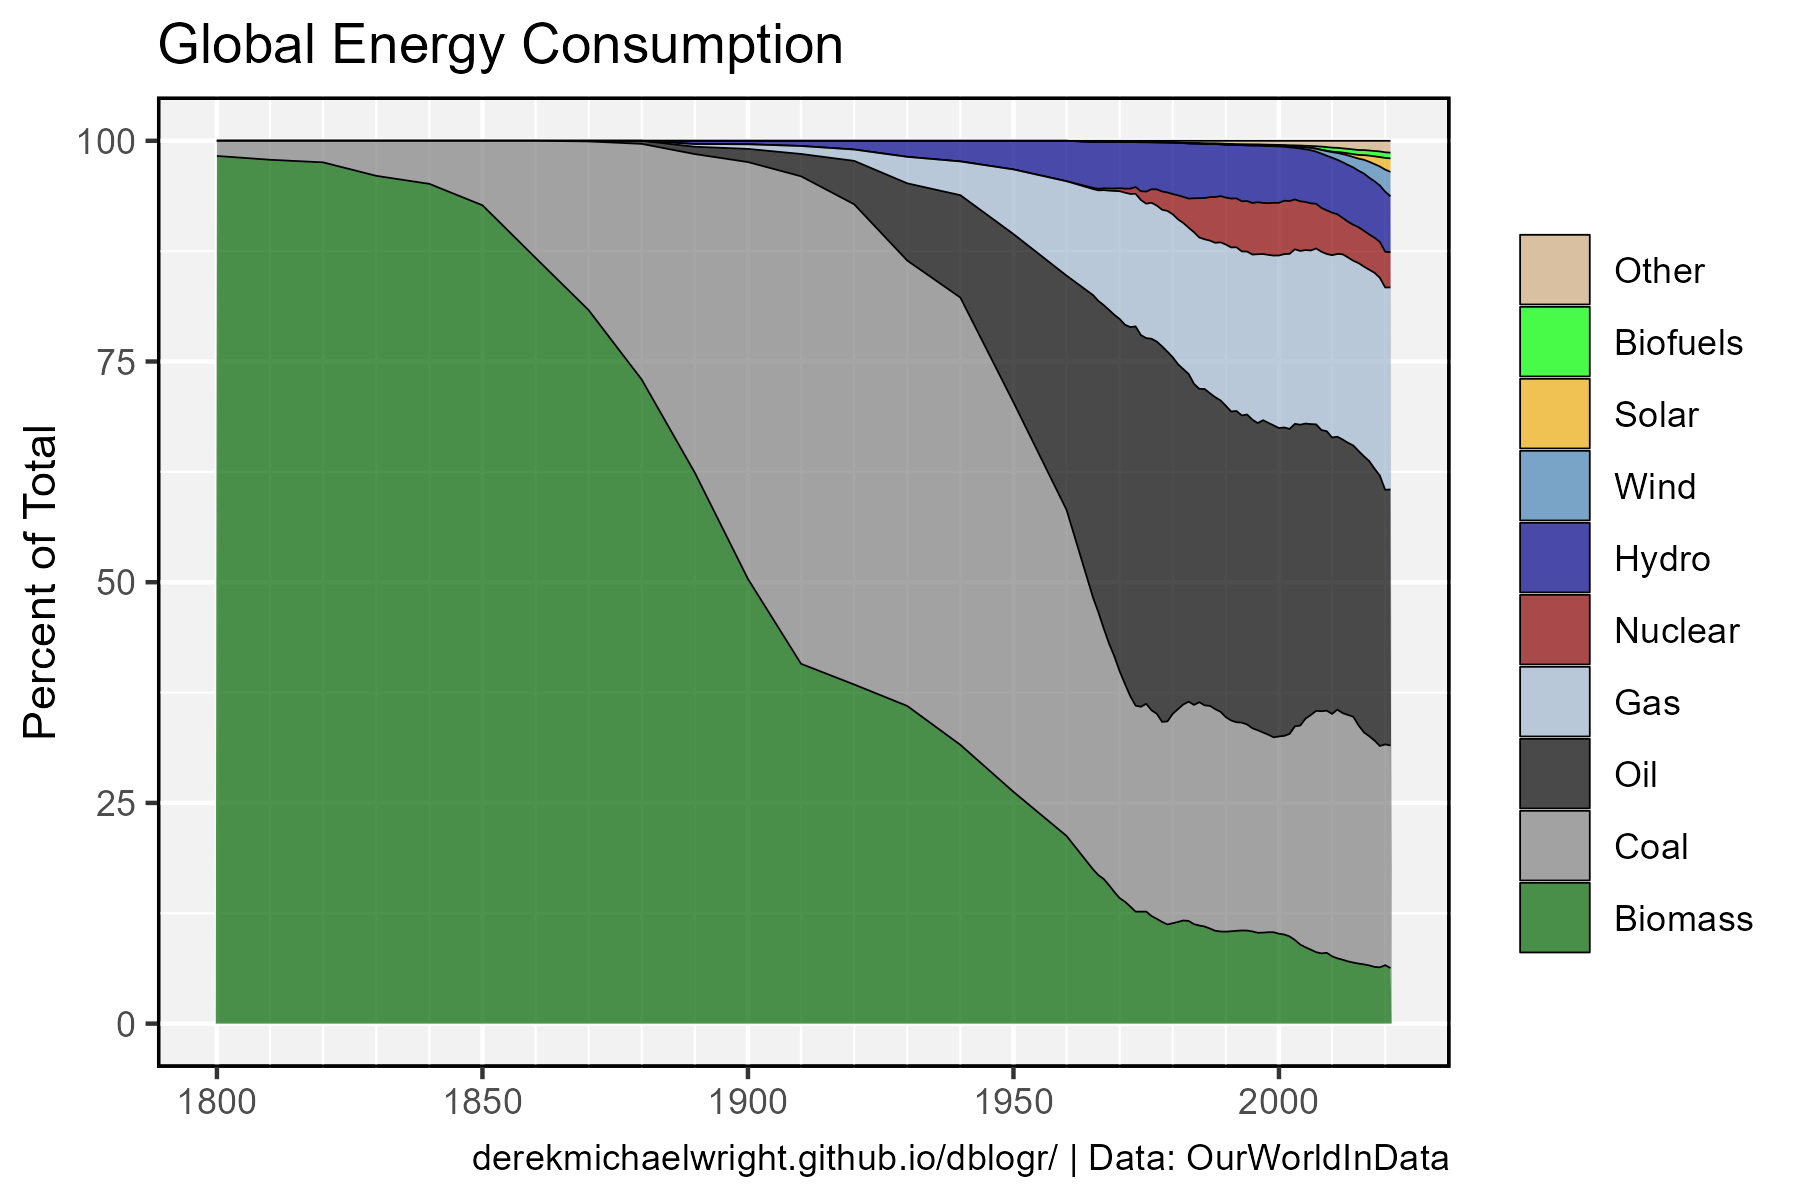 Global Energy Consumption
Percent of Total
100
75
50
25
0
1800 1850 1900 1950 2000
Other
Biofuels
Solar
Wind
Hydro
Nuclear
Gas
Oil
Coal
Biomass
derekmichaelwright.github.io/dblogr/ | Data: OurWorldInData